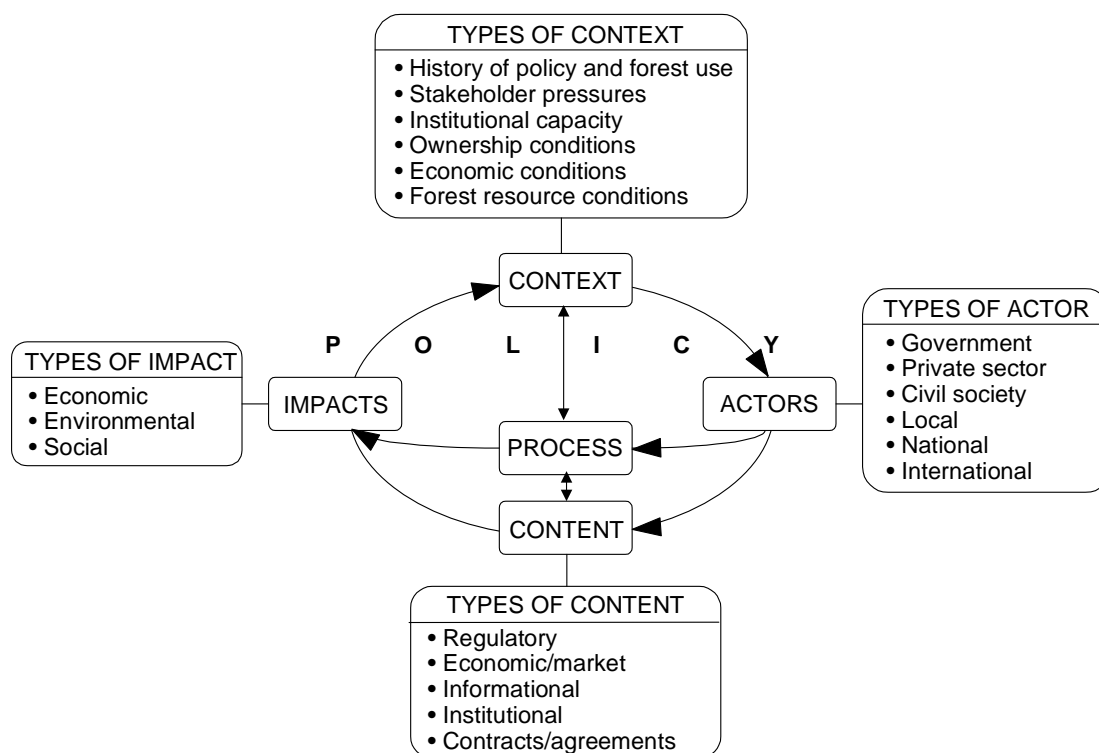 TYPES OF CONTEXT
• History of policy and forest use
• Stakeholder pressures
• Institutional capacity
• Ownership conditions
• Economic conditions
• Forest resource conditions
CONTEXT
P O L I C Y
TYPES OF IMPACT
• Economic
• Environmental
• Social
IMPACTS
PROCESS
CONTENT
ACTORS
TYPES OF ACTOR
• Government
• Private sector
• Civil society
• Local
• National
• International
TYPES OF CONTENT
• Regulatory
• Economic/market
• Informational
• Institutional
• Contracts/agreements